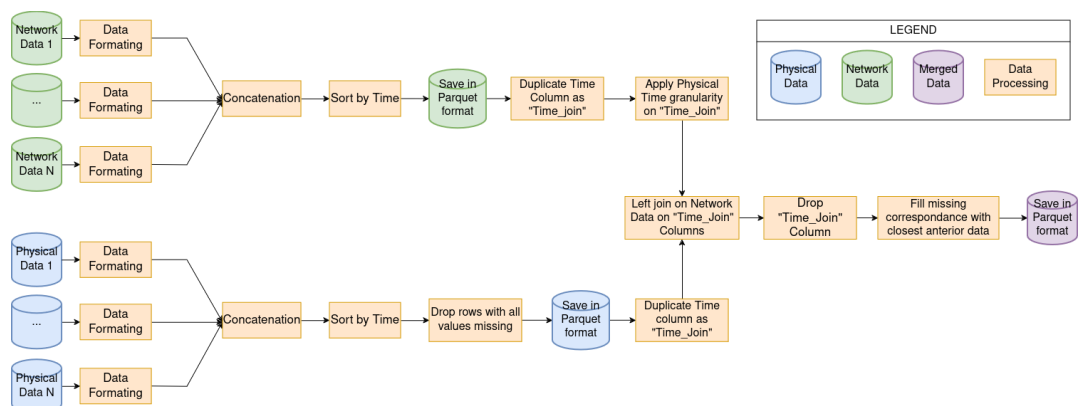 Network
Data 1
Data
Formating
...
Data
Formating
Network
Data N
Data
Formating
Concatenation
Sort by Time
Save in
Parquet
format
Duplicate Time
Column as
"Time_join"
Apply Physical
Time granularity
on "Time_Join"
LEGEND
Physical
Data
Network
Data
Merged
Data
Data
Processing
Left join on Network
Data on "Time_Join"
Columns
Drop
"Time_Join"
Column
Fill missing
correspondance with
closest anterior data
Save in
Parquet
format
Physical
Data 1
Data
Formating
...
Data
Formating
Physical
Data N
Data
Formating
Concatenation
Sort by Time
Drop rows with all
values missing
Save in
Parquet
format
Duplicate Time
column as
"Time_Join"